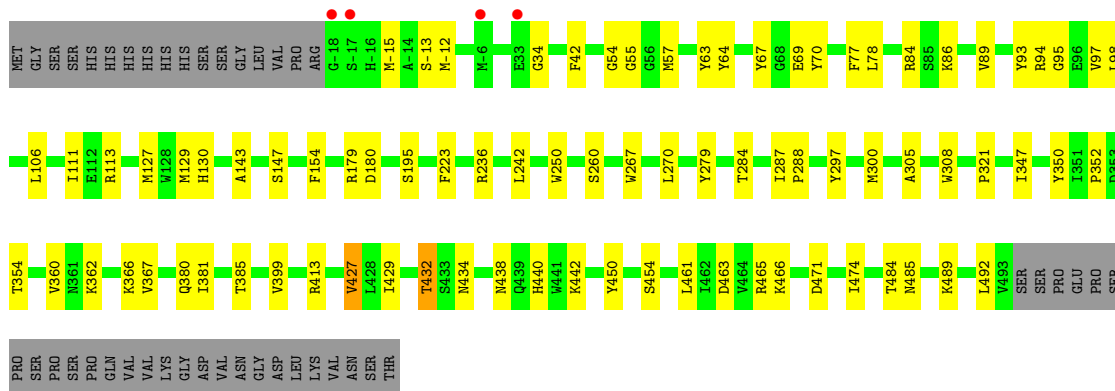 MET GLY SER SER HIS HIS HIS HIS HIS HIS SER SER GLY LEU VAL PRO ARG G-18 S-17 H-16 M-15 A-14 S-13 M-12 M-6 E33 G34 F42 G54 G55 G56 M57 Y63 Y64 Y67 G68 E69 Y70 F77 L78 R84 S85 K86 V89 Y93 R94 G95 E96 V97 L98
L106 I111 E112 R113 M127 W128 M129 H130 A143 S147 F154 R179 D180 S195 F223 R236 L242 W250 S260 W267 L270 Y279 T284 I287 P288 Y297 M300 A305 W308 P321 I347 Y350 I351 P352 D353
T354 V360 N361 K362 K366 V367 Q380 I381 T385 V399 R413 V427 L428 I429 T432 S433 N434 N438 Q439 H440 W441 K442 Y450 S454 L461 I462 D463 V464 R465 K466 D471 I474 T484 N485 K489 L492 V493 SER SER PRO GLU PRO SER
PRO SER PRO SER PRO GLN VAL VAL LYS GLY ASP VAL ASN GLY ASP LEU LYS VAL ASN SER THR